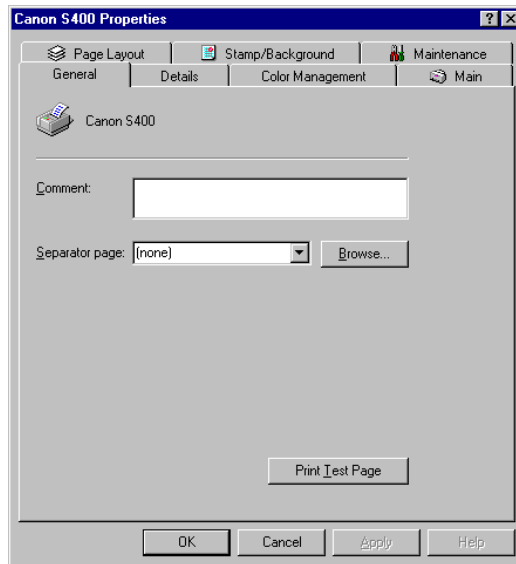 Canon S400 Properties
Page Layout Stamp/Background Maintenance
General Details Color Management Main
Canon S400
Comment:
Separator page: (none) Browse...
Print Test Page
OK Cancel Apply Help